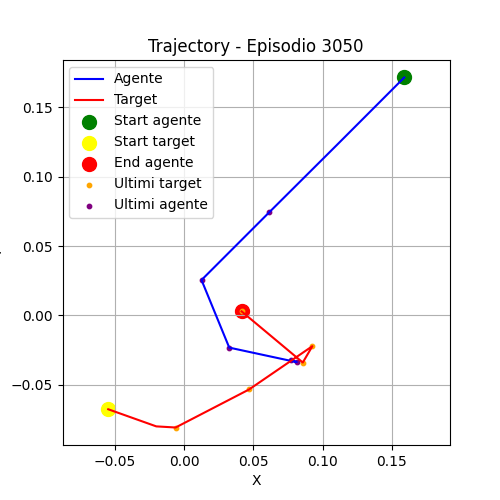 Trajectory - Episodio 3050
Agente
Target
Start agente
Start target
End agente
Ultimi target
Ultimi agente
0.15
0.10
0.05
0.00
−0.05
−0.05
0.00
0.05
0.10
0.15
X